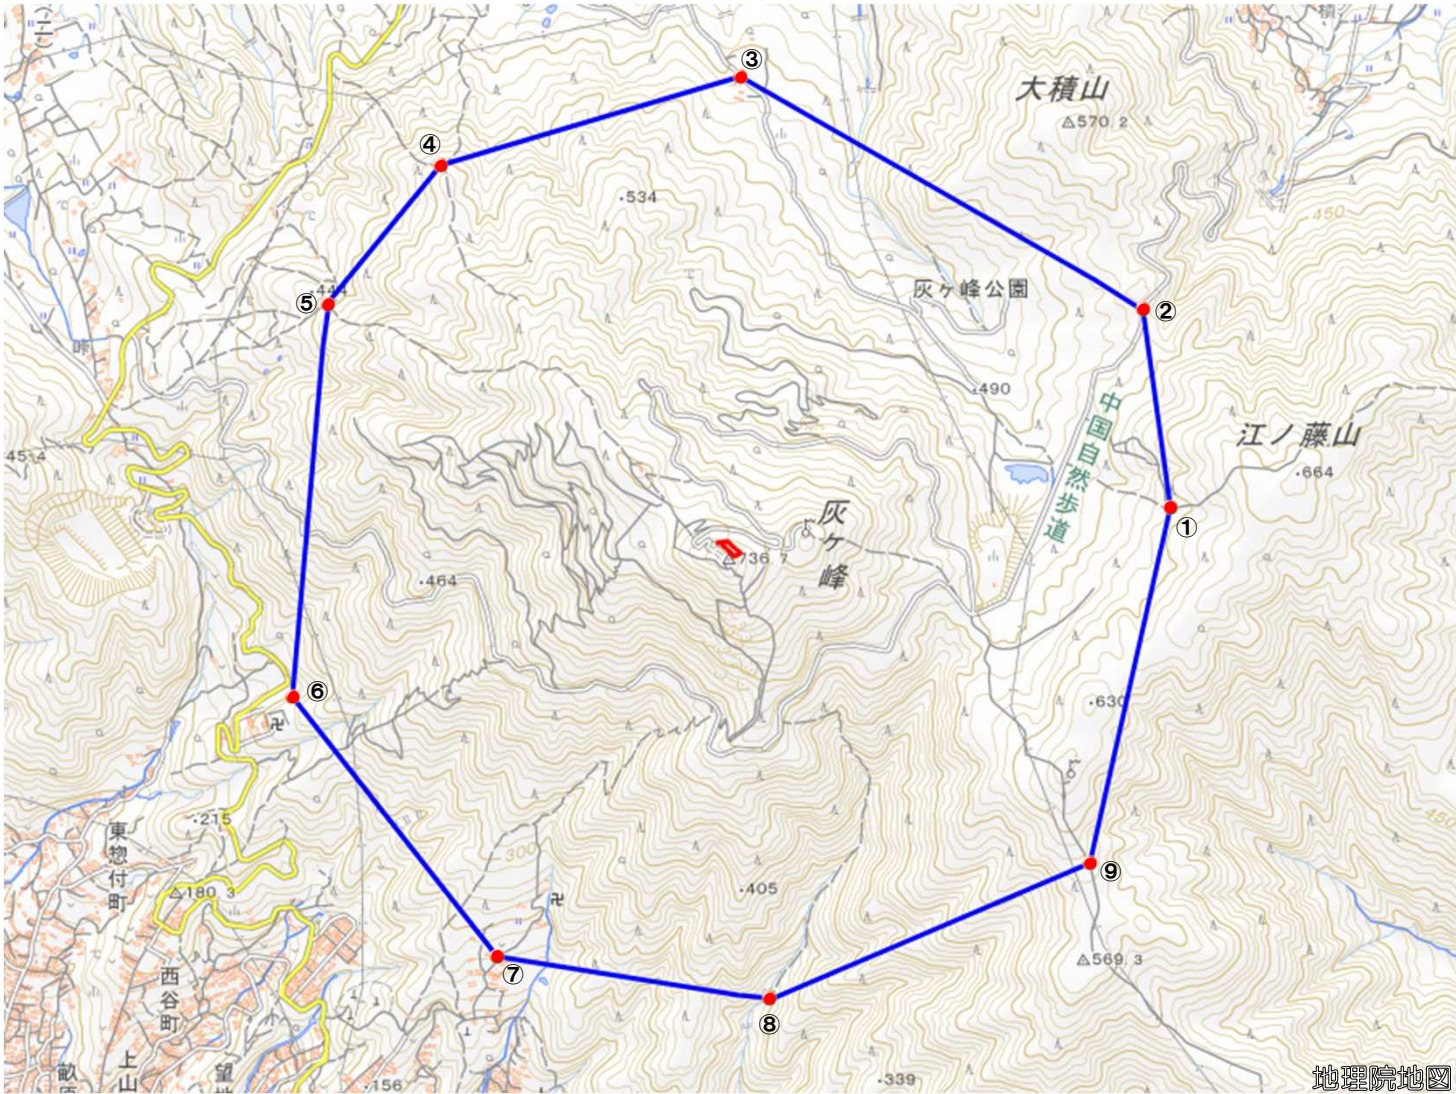 ③
大積山
△570.2
④
・534
450
灰ヶ峰公園
②
⑤
・444
峠
・490
中国自然歩道
江ノ藤山
・664
45.4
灰ヶ峰
①
△736.7
・464
・630
⑥
・215
東惣付町
⑨
△180.3
300
・405
⑦
△569.3
西谷町
⑧
上山
・156
・339
地理院地図